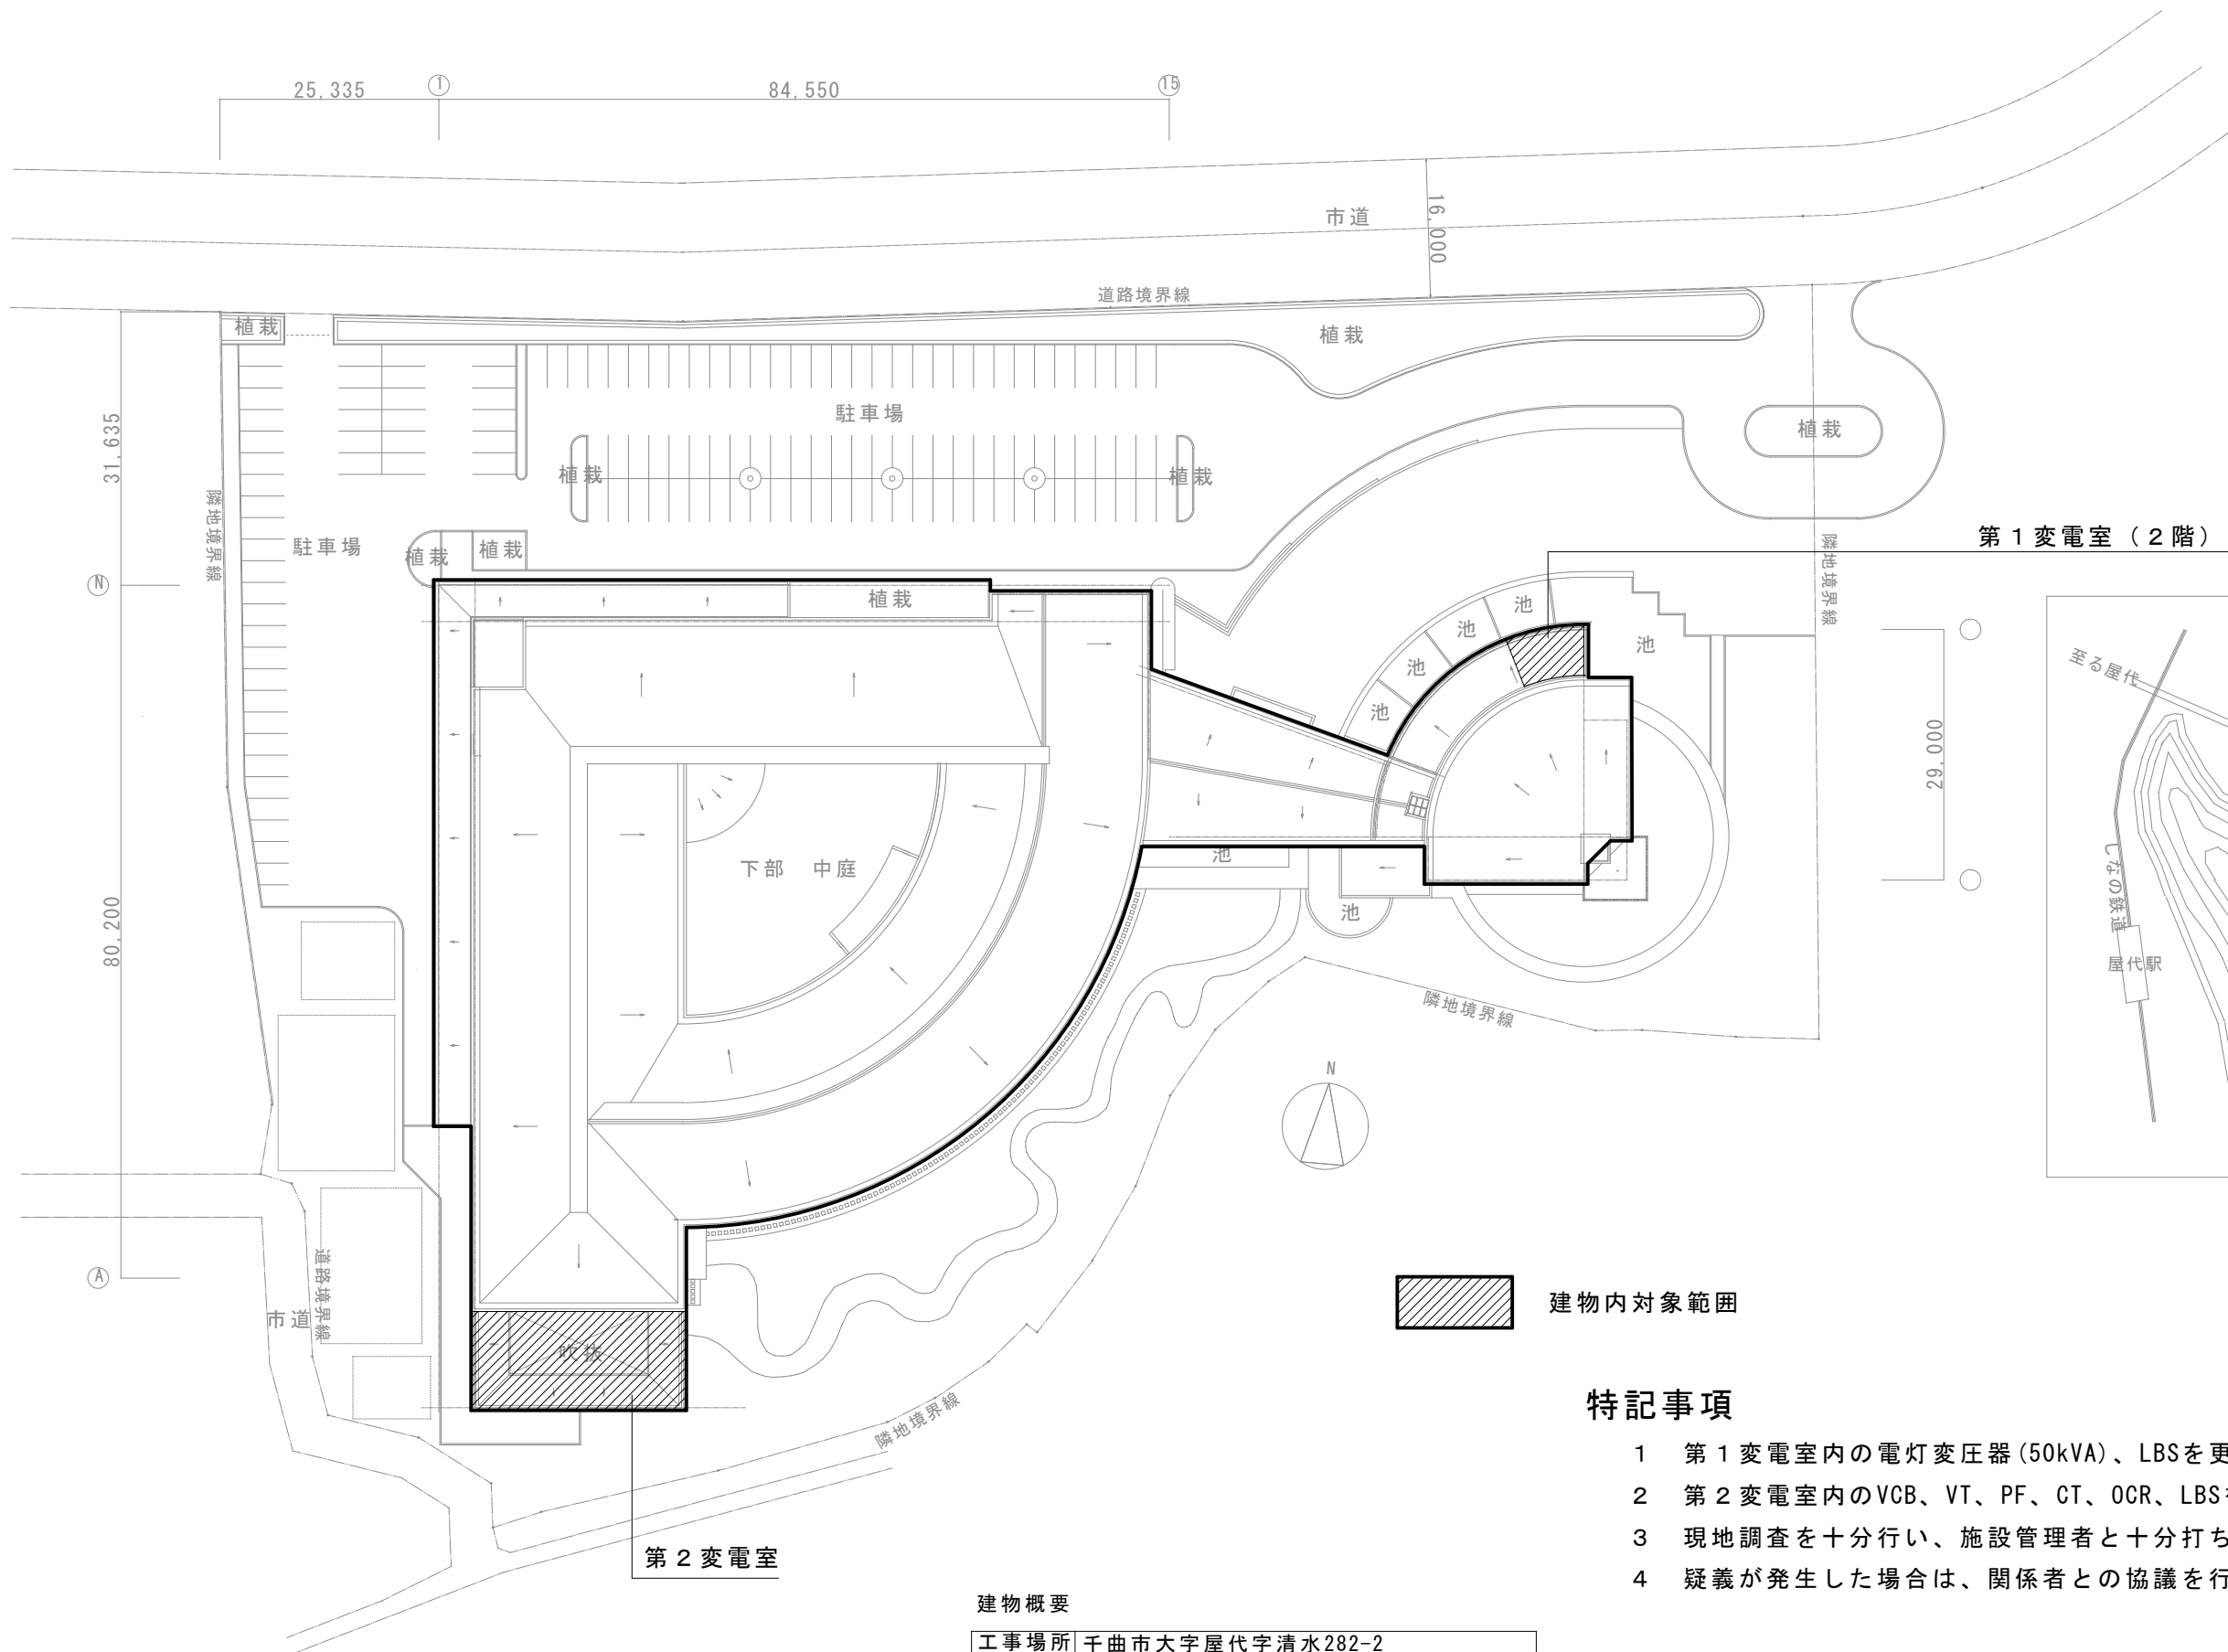 25,335
1
84,550
15
市道
16,000
道路境界線
植栽
植栽
駐車場
31,635
植栽
植栽
植栽
隣地境界線
駐車場
植栽
植栽
第１変電室（２階）
隣地境界線
N
植栽
池
池
池
池
池
至る屋代
29,000
しなの鉄道
屋代駅
下部　中庭
池
池
80,200
隣地境界線
N
A
道路境界線
市道
吹抜
建物内対象範囲
隣地境界線
特記事項
1　第１変電室内の電灯変圧器(50kVA)、LBSを更
2　第２変電室内のVCB、VT、PF、CT、OCR、LBS
3　現地調査を十分行い、施設管理者と十分打ち
4　疑義が発生した場合は、関係者との協議を行
第２変電室
建物概要
工事場所　千曲市大字屋代字清水282-2